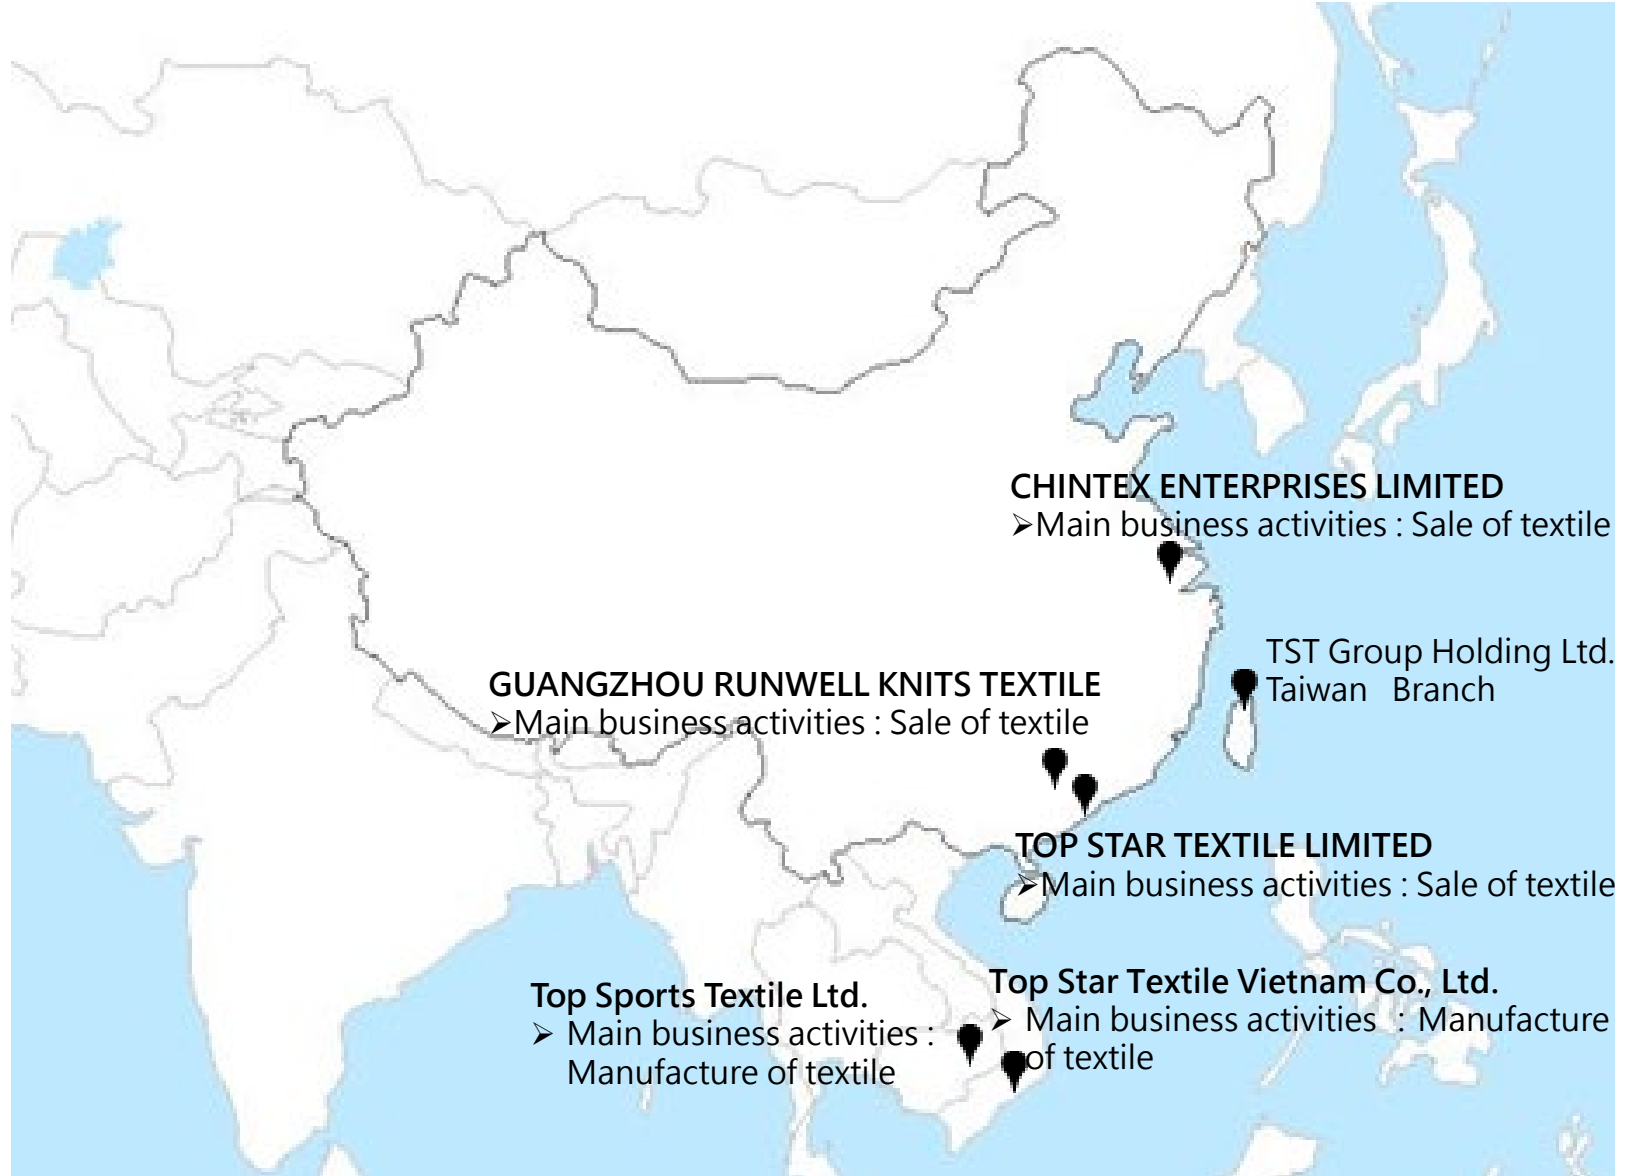 CHINTEX ENTERPRISES LIMITED
➢Main business activities : Sale of textile
TST Group Holding Ltd.
Taiwan Branch
GUANGZHOU RUNWELL KNITS TEXTILE
➢Main business activities : Sale of textile
TOP STAR TEXTILE LIMITED
➢Main business activities : Sale of textile
Top Sports Textile Ltd.
➢ Main business activities :
Manufacture of textile
Top Star Textile Vietnam Co., Ltd.
➢ Main business activities : Manufacture
of textile